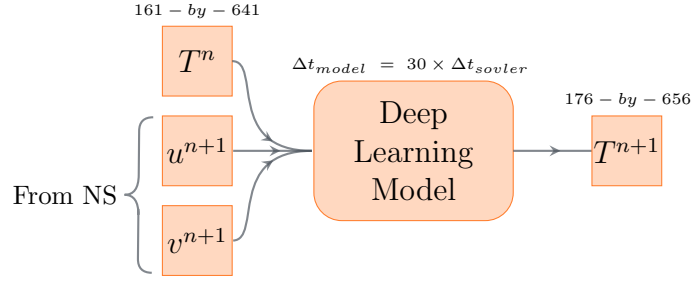 161 − by − 641
Tⁿ
Δt_model = 30 × Δt_sovler
Deep
Learning
Model
176 − by − 656
Tⁿ⁺¹
uⁿ⁺¹
From NS
vⁿ⁺¹